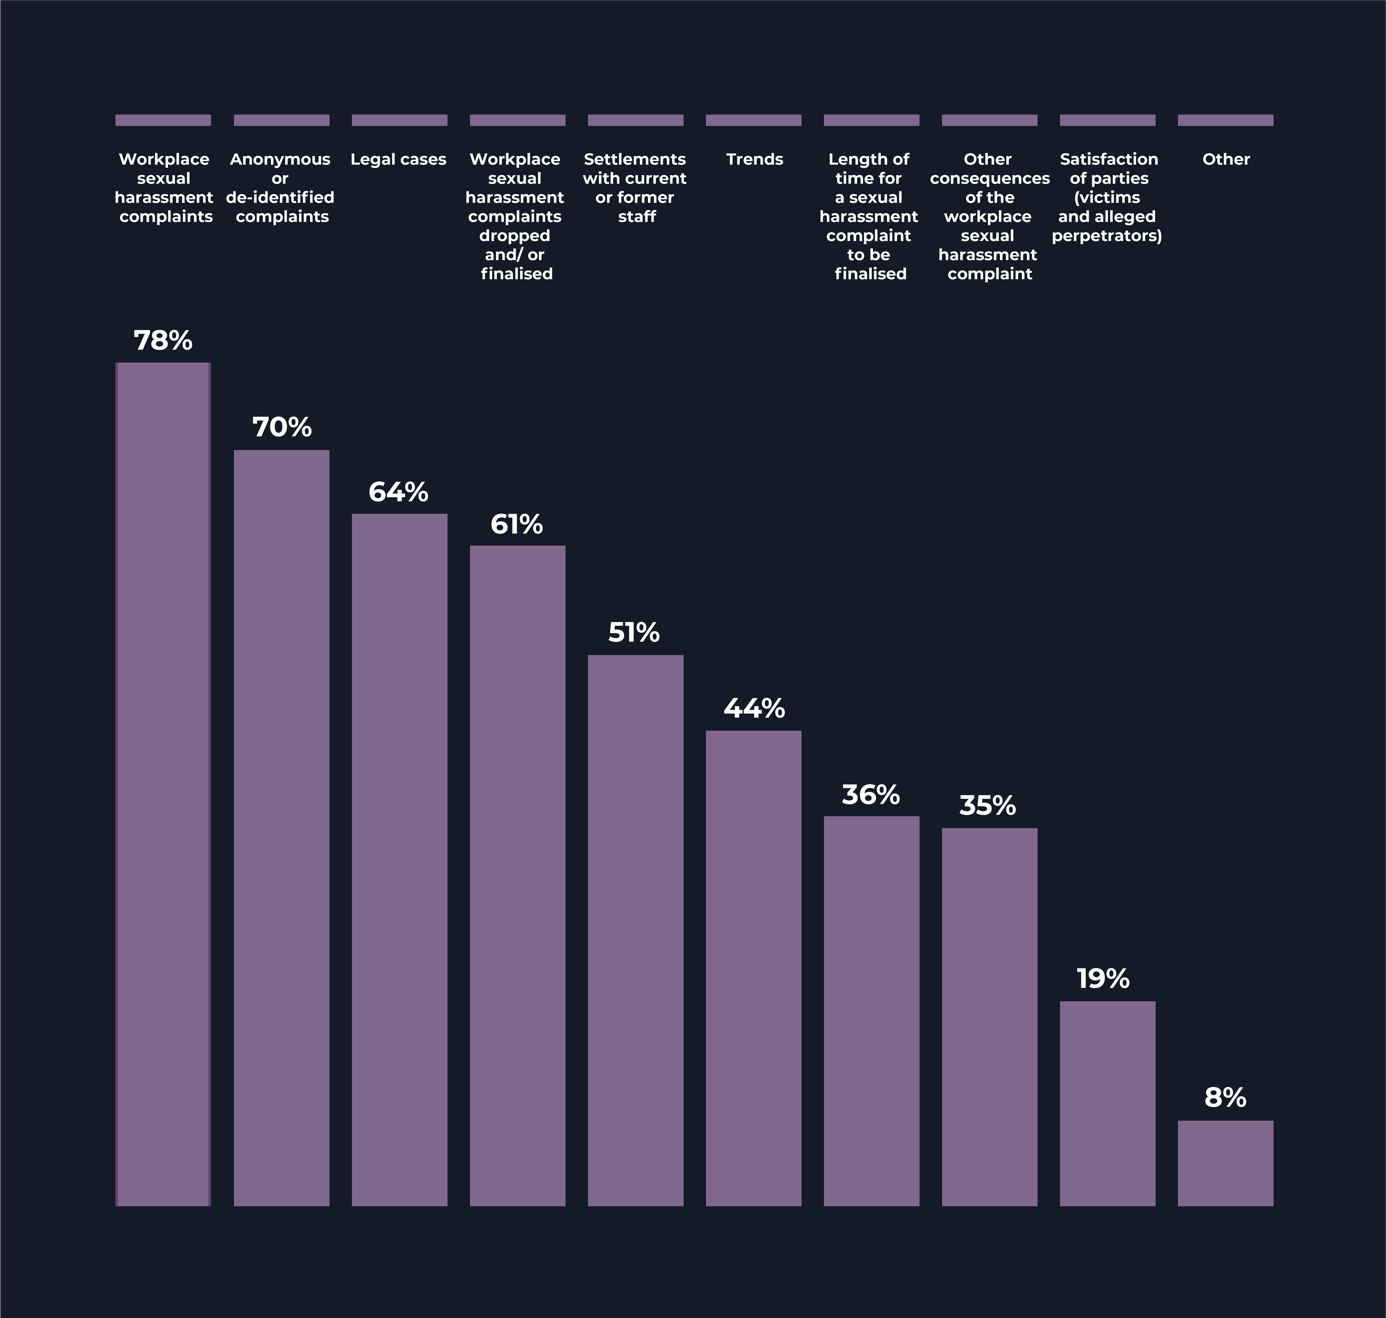 Workplace
sexual
harassment
complaints
Anonymous
or
de-identified
complaints
Legal cases
Workplace
sexual
harassment
complaints
dropped
and/ or
finalised
Settlements
with current
or former
staff
Trends
Length of
time for
a sexual
harassment
complaint
to be
finalised
Other
consequences
of the
workplace
sexual
harassment
complaint
Satisfaction
of parties
(victims
and alleged
perpetrators)
Other
78%
70%
64%
61%
51%
44%
36%
35%
19%
8%